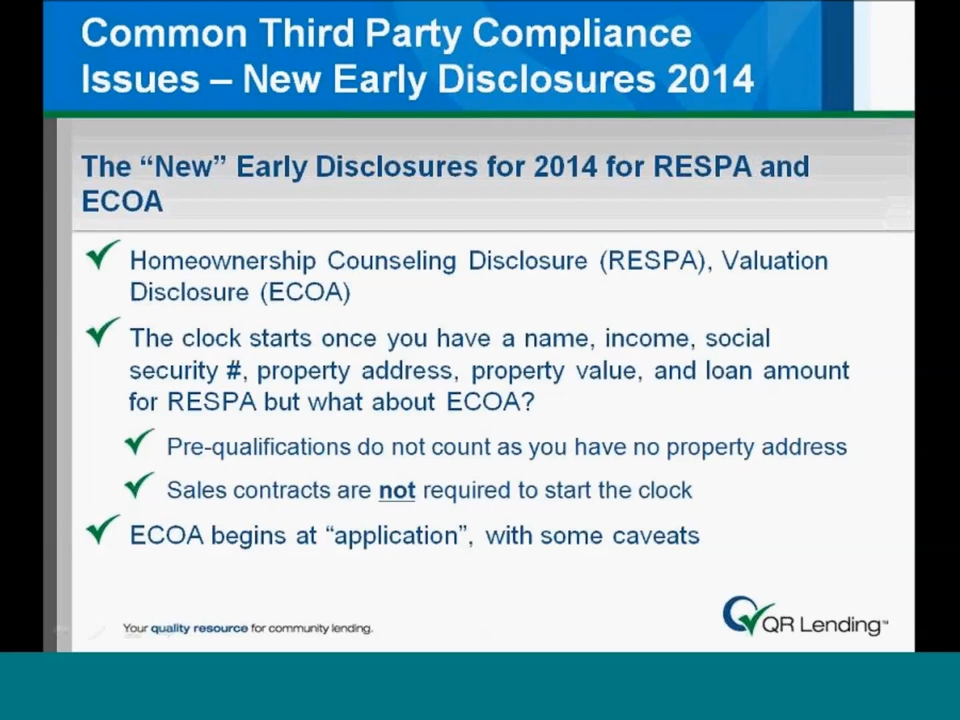 Common Third Party Compliance
Issues – New Early Disclosures 2014
The “New” Early Disclosures for 2014 for RESPA and
ECOA
Homeownership Counseling Disclosure (RESPA), Valuation
Disclosure (ECOA)
The clock starts once you have a name, income, social
security #, property address, property value, and loan amount
for RESPA but what about ECOA?
Pre-qualifications do not count as you have no property address
Sales contracts are not required to start the clock
ECOA begins at “application”, with some caveats
Your quality resource for community lending.
QR Lending™